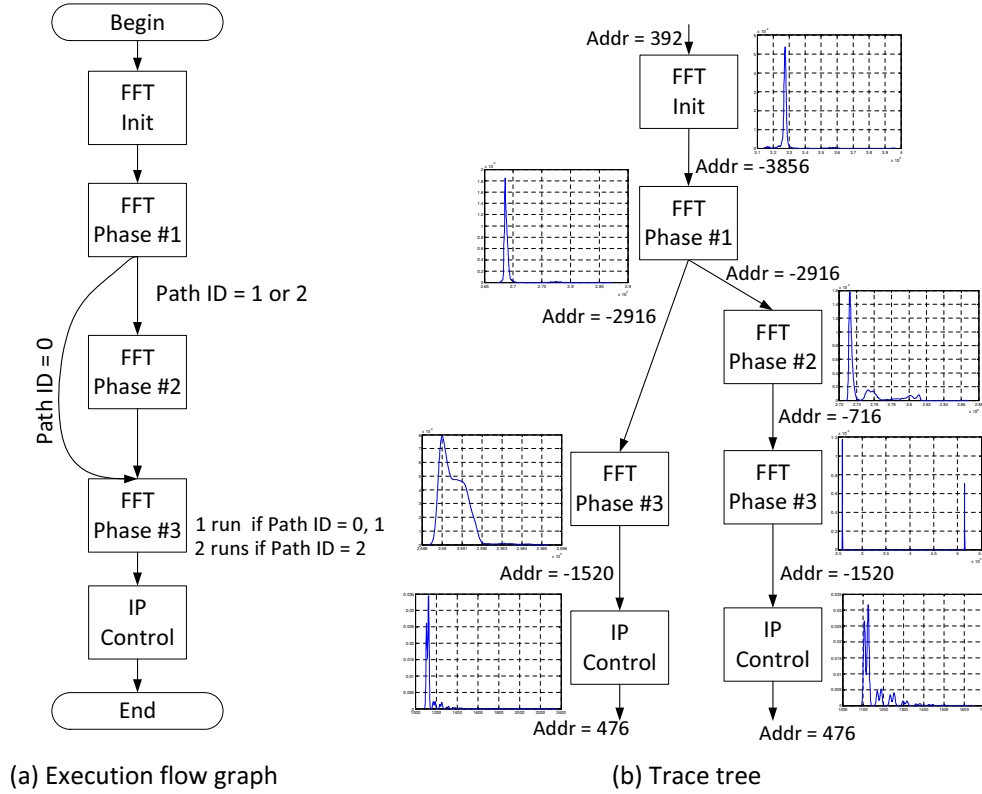 Begin
FFT
Init
FFT
Phase #1
Path ID = 1 or 2
Path ID = 0
FFT
Phase #2
FFT
Phase #3
1 run if Path ID = 0, 1
2 runs if Path ID = 2
IP
Control
End
(a) Execution flow graph
Addr = 392
FFT
Init
Addr = -3856
FFT
Phase #1
Addr = -2916
Addr = -2916
FFT
Phase #2
Addr = -716
FFT
Phase #3
FFT
Phase #3
Addr = -1520
Addr = -1520
IP
Control
IP
Control
Addr = 476
Addr = 476
(b) Trace tree